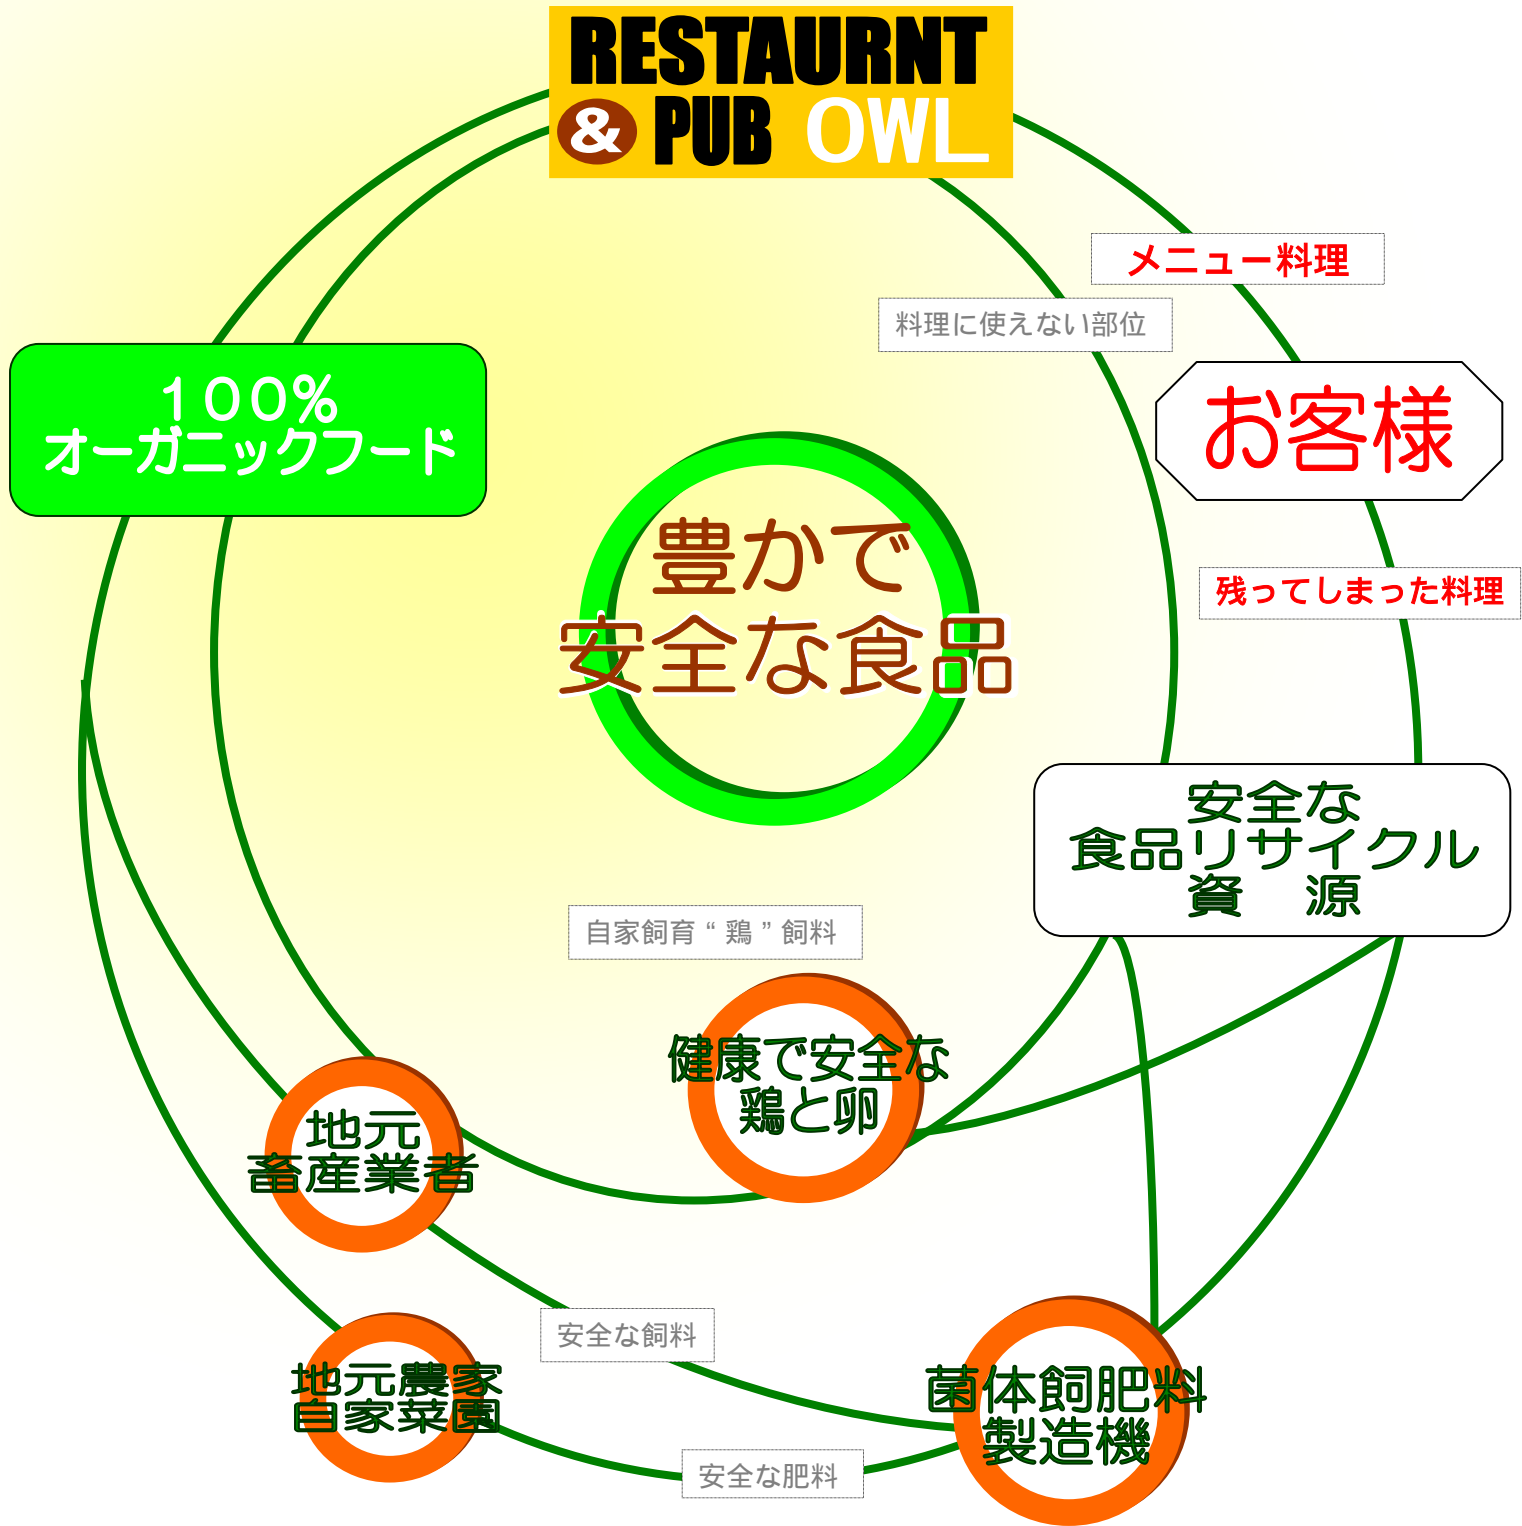 RESTAURNT
& PUB OWL
メニュー料理
料理に使えない部位
１００％
オーガニックフード
お客様
豊かで
安全な食品
残ってしまった料理
安全な
食品リサイクル
資　源
自家飼育“鶏”飼料
健康で安全な
鶏と卵
地元
畜産業者
安全な飼料
地元農家
自家菜園
菌体飼肥料
製造機
安全な肥料